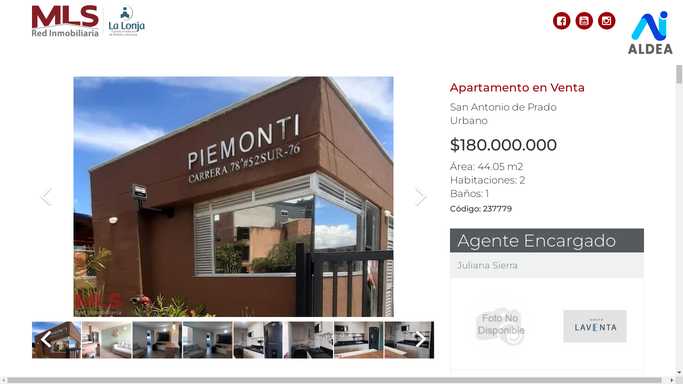 MLS
Red Inmobiliaria
La Lonja
ALDEA
PIEMONTI
CARRERA 78ª#52SUR-76
MLS
Red Inmobiliaria
Apartamento en Venta
San Antonio de Prado
Urbano
$180.000.000
Área: 44.05 m2
Habitaciones: 2
Baños: 1
Código: 237779
Agente Encargado
Juliana Sierra
Foto No
Disponible
LAVENTA